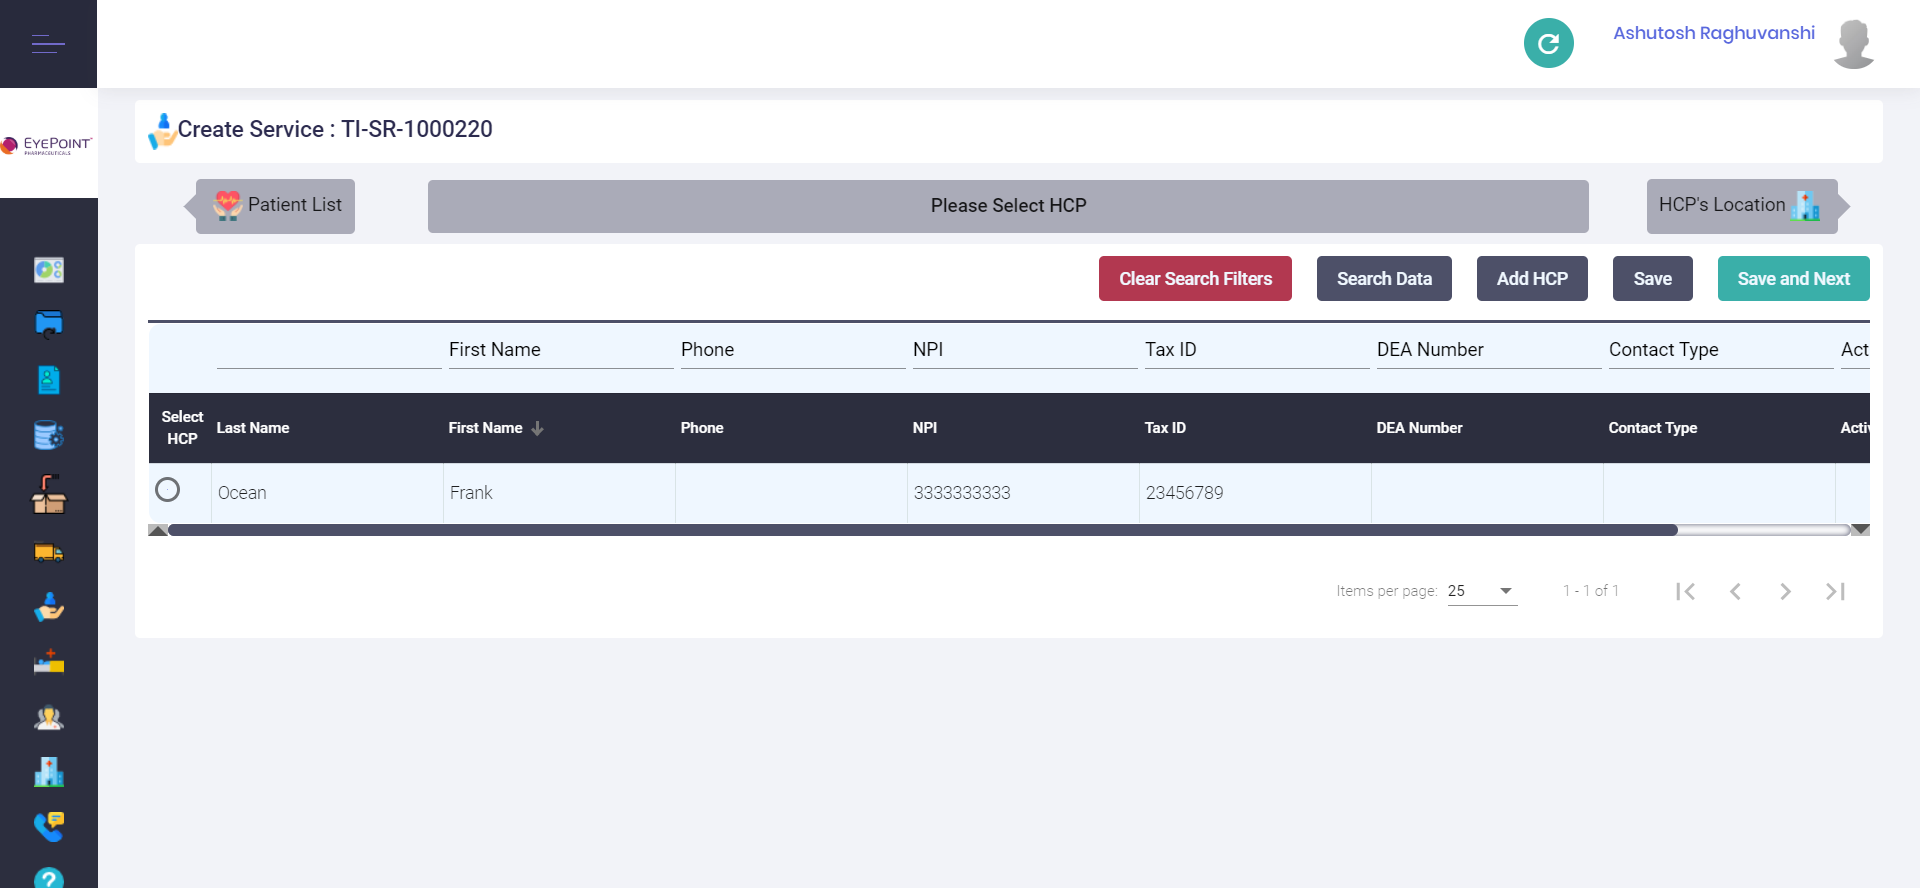 Ashutosh Raghuvanshi
EYEPOINT
PHARMACEUTICALS
Create Service : TI-SR-1000220
Patient List
Please Select HCP
HCP's Location
Clear Search Filters
Search Data
Add HCP
Save
Save and Next
First Name
Phone
NPI
Tax ID
DEA Number
Contact Type
Act
Select HCP
Last Name
First Name
Phone
NPI
Tax ID
DEA Number
Contact Type
Activ
Ocean
Frank
3333333333
23456789
Items per page: 25
1 - 1 of 1
?